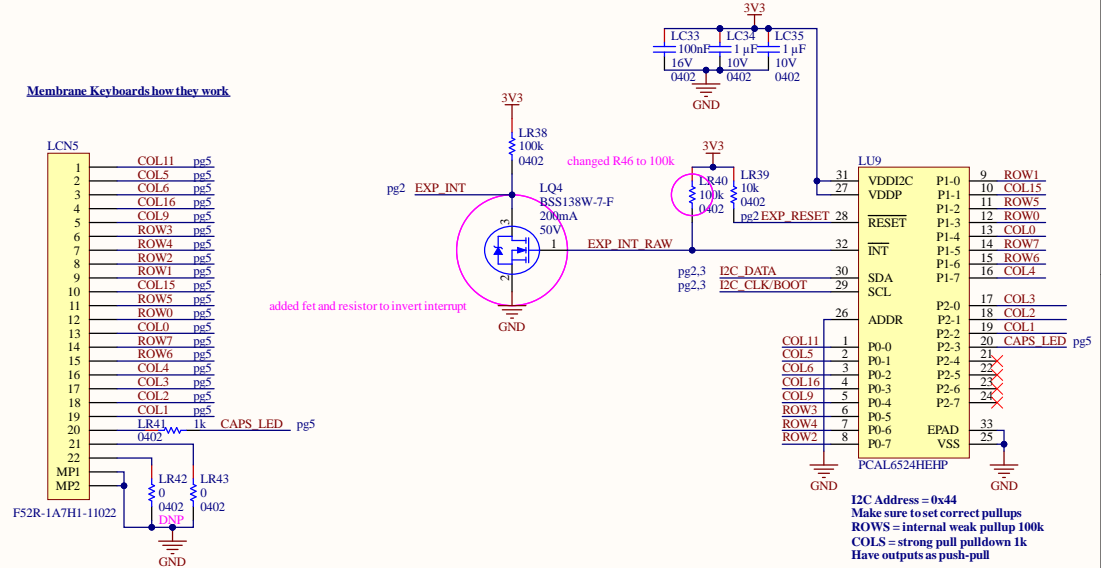 Membrane Keyboards how they work
LCN5
1 COL11 pg5
2 COL5 pg5
3 COL6 pg5
4 COL16 pg5
5 COL9 pg5
6 ROW3 pg5
7 ROW4 pg5
8 ROW2 pg5
9 ROW1 pg5
10 COL15 pg5
11 ROW5 pg5
12 ROW0 pg5
13 COL0 pg5
14 ROW7 pg5
15 ROW6 pg5
16 COL4 pg5
17 COL3 pg5
18 COL2 pg5
19 COL1 pg5
20 LR41 1k CAPS_LED pg5
0402
21
22
MP1
MP2
F52R-1A7H1-11022
LR42
0
0402
DNP
LR43
0
0402
GND
3V3
LR38
100k
0402
pg2 EXP_INT
LQ4
BSS138W-7-F
200mA
50V
3
1
2
GND
added fet and resistor to invert interrupt
changed R46 to 100k
EXP_INT_RAW
3V3
LR40
100k
0402
LR39
10k
0402
pg2 EXP_RESET
pg2,3 I2C_DATA
pg2,3 I2C_CLK/BOOT
3V3
LC33
100nF
16V
0402
LC34
1 µF
10V
0402
LC35
1 µF
10V
0402
GND
LU9
31 VDDI2C
27 VDDP
28 RESET
32 INT
30 SDA
29 SCL
26 ADDR
COL11 1 P0-0
COL5 2 P0-1
COL6 3 P0-2
COL16 4 P0-3
COL9 5 P0-4
ROW3 6 P0-5
ROW4 7 P0-6
ROW2 8 P0-7
P1-0 9 ROW1
P1-1 10 COL15
P1-2 11 ROW5
P1-3 12 ROW0
P1-4 13 COL0
P1-5 14 ROW7
P1-6 15 ROW6
P1-7 16 COL4
P2-0 17 COL3
P2-1 18 COL2
P2-2 19 COL1
P2-3 20 CAPS_LED pg5
P2-4 21
P2-5 22
P2-6 23
P2-7 24
EPAD 33
VSS 25
PCAL6524HEHP
GND
GND
I2C Address = 0x44
Make sure to set correct pullups
ROWS = internal weak pullup 100k
COLS = strong pull pulldown 1k
Have outputs as push-pull